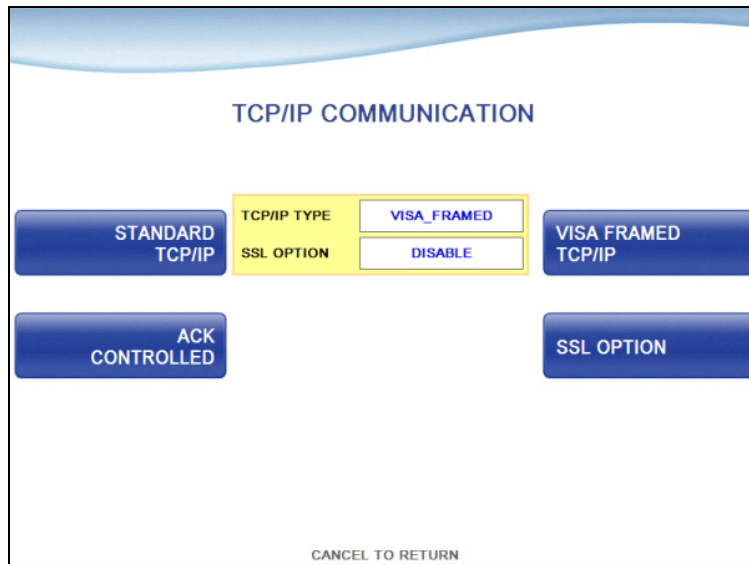 TCP/IP COMMUNICATION
STANDARD
TCP/IP
TCP/IP TYPE VISA_FRAMED
SSL OPTION DISABLE
VISA FRAMED
TCP/IP
ACK
CONTROLLED
SSL OPTION
CANCEL TO RETURN